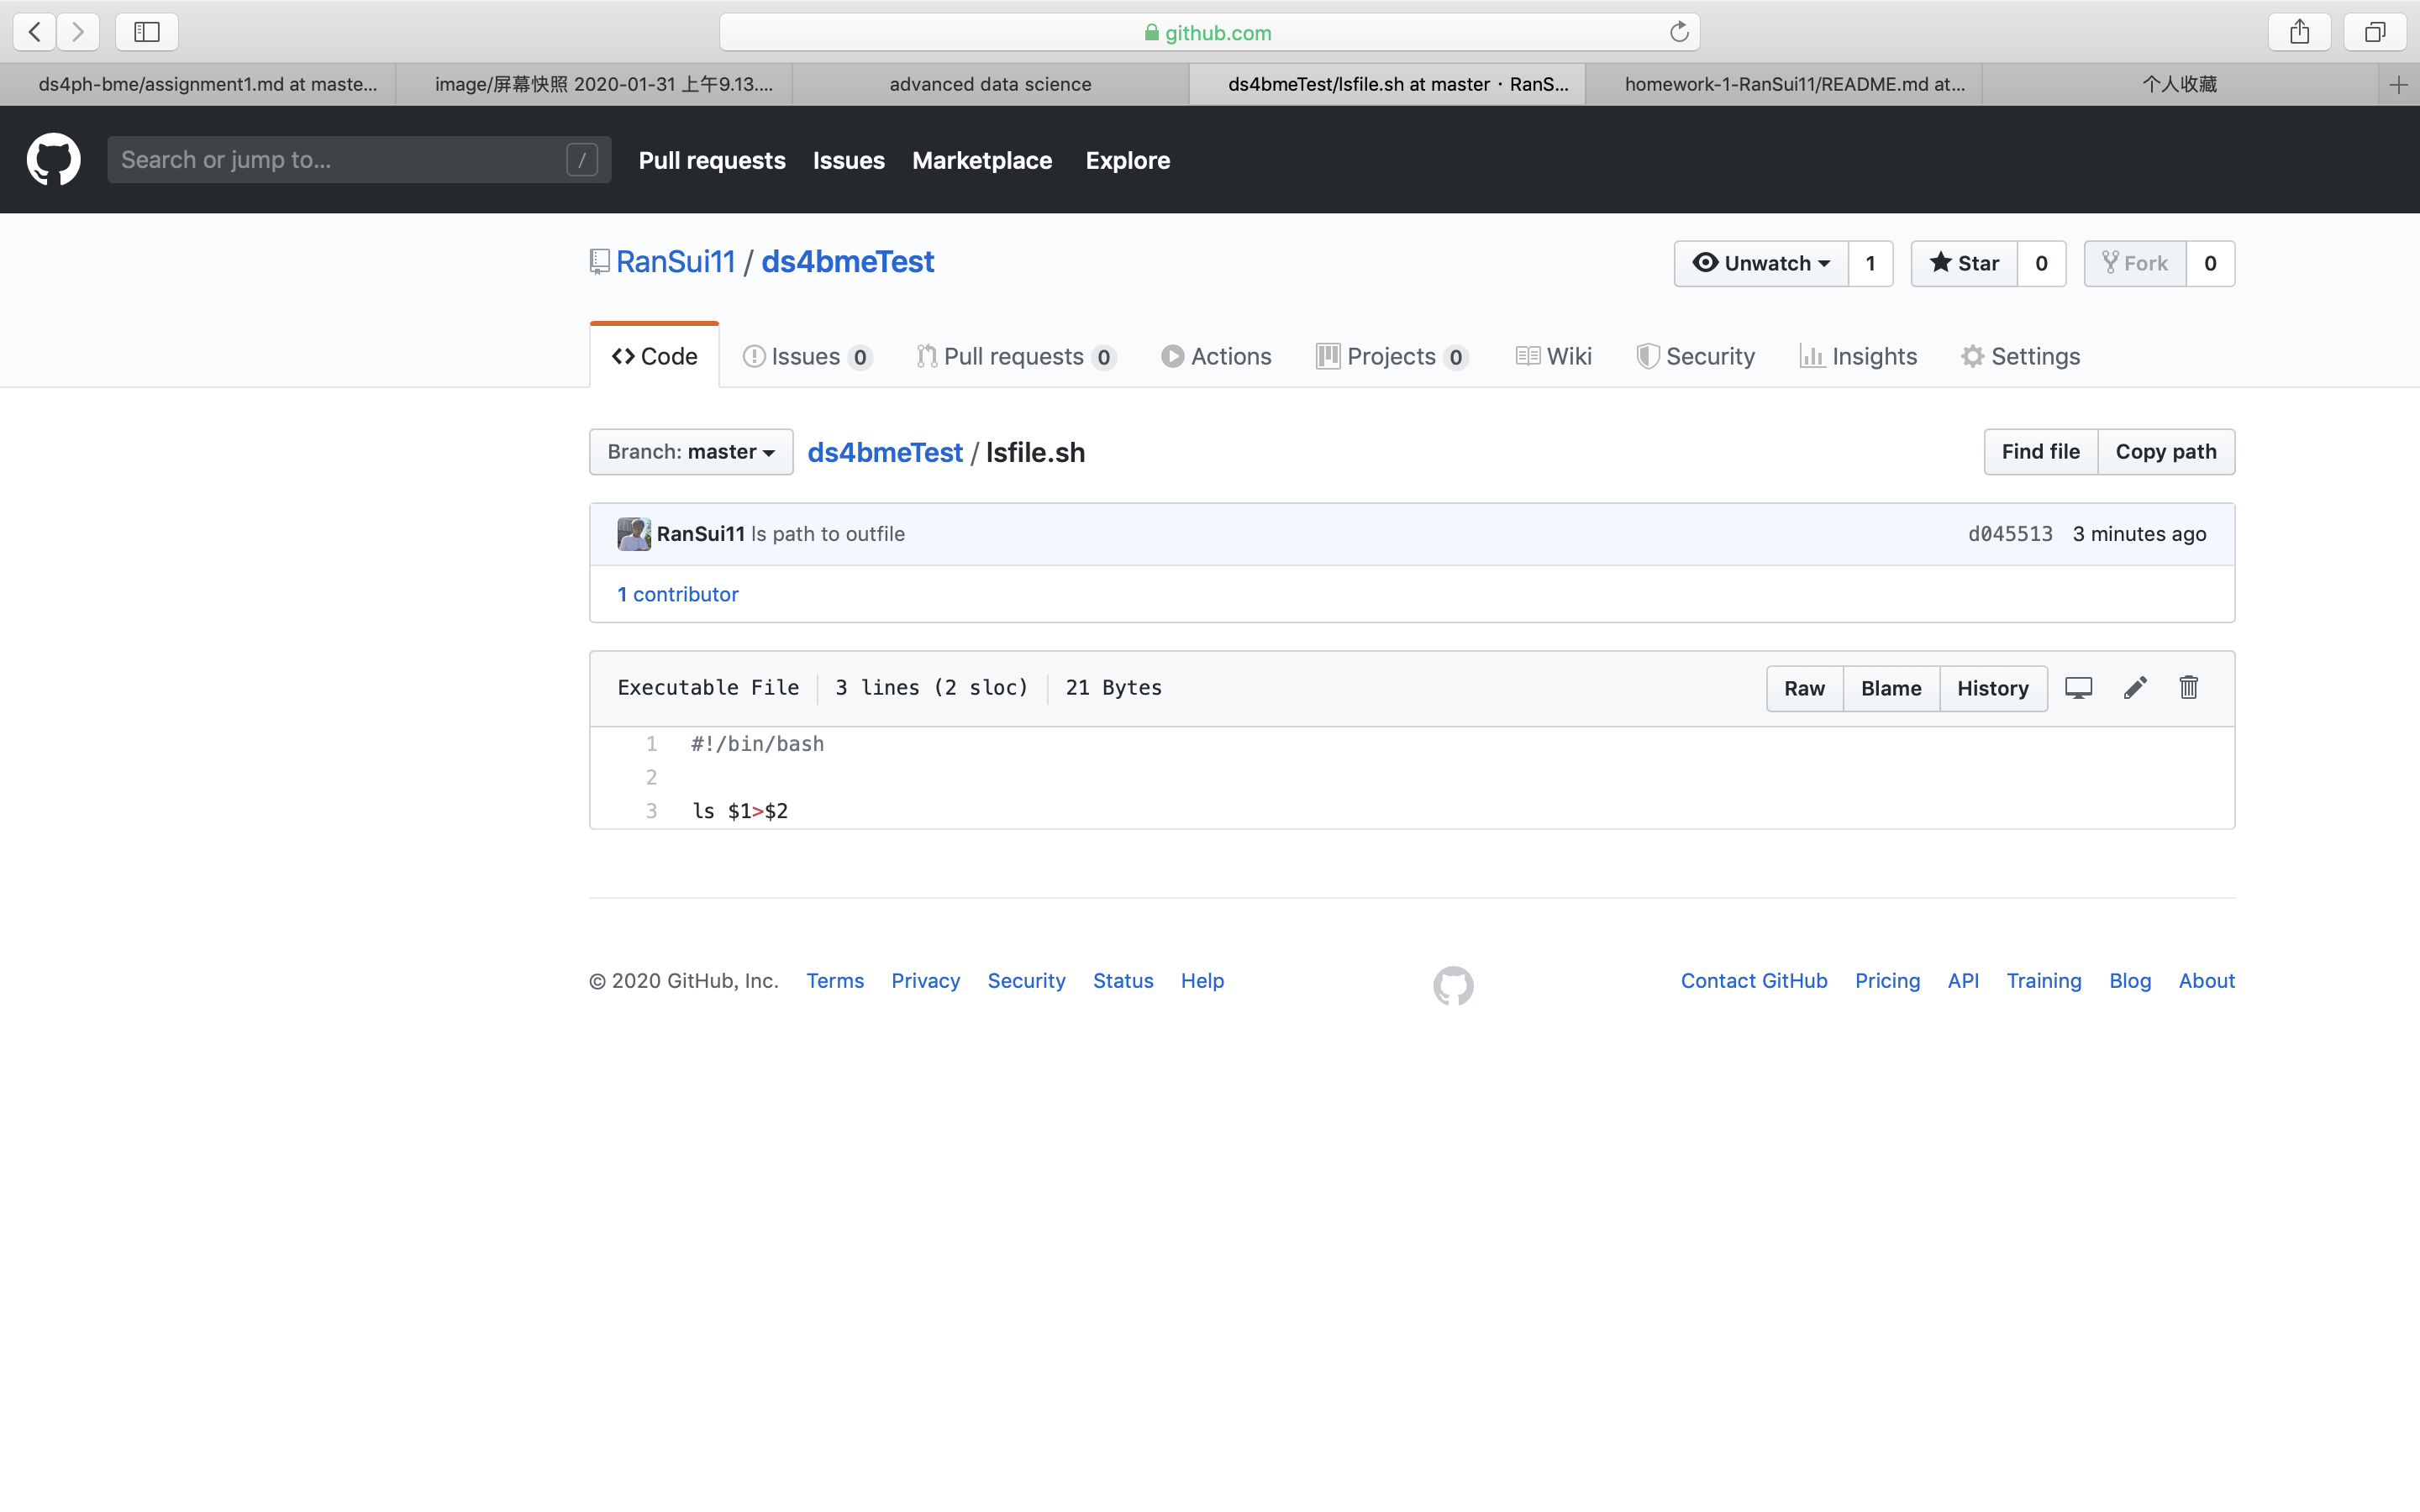 github.com
ds4ph-bme/assignment1.md at maste... image/屏幕快照 2020-01-31 上午9.13.... advanced data science ds4bmeTest/lsfile.sh at master · RanS... homework-1-RanSui11/README.md at... 个人收藏
Search or jump to... / Pull requests Issues Marketplace Explore
RanSui11 / ds4bmeTest Unwatch 1 Star 0 Fork 0
Code Issues 0 Pull requests 0 Actions Projects 0 Wiki Security Insights Settings
Branch: master ds4bmeTest / lsfile.sh Find file Copy path
RanSui11 ls path to outfile d045513 3 minutes ago
1 contributor
Executable File 3 lines (2 sloc) 21 Bytes Raw Blame History
1 #!/bin/bash
2
3 ls $1>$2
© 2020 GitHub, Inc. Terms Privacy Security Status Help Contact GitHub Pricing API Training Blog About